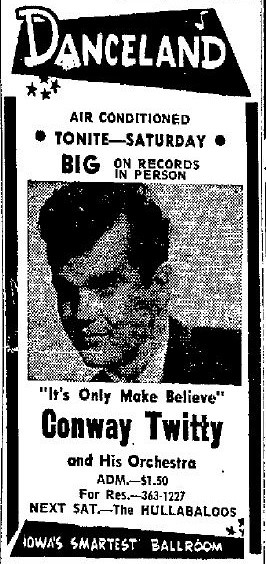 DANCELAND
AIR CONDITIONED
• TONITE—SATURDAY •
BIG ON RECORDS
IN PERSON
"It's Only Make Believe"
Conway Twitty
and His Orchestra
ADM.—$1.50
For Res.—363-1227
NEXT SAT.—The HULLABALOOS
IOWA'S SMARTEST BALLROOM